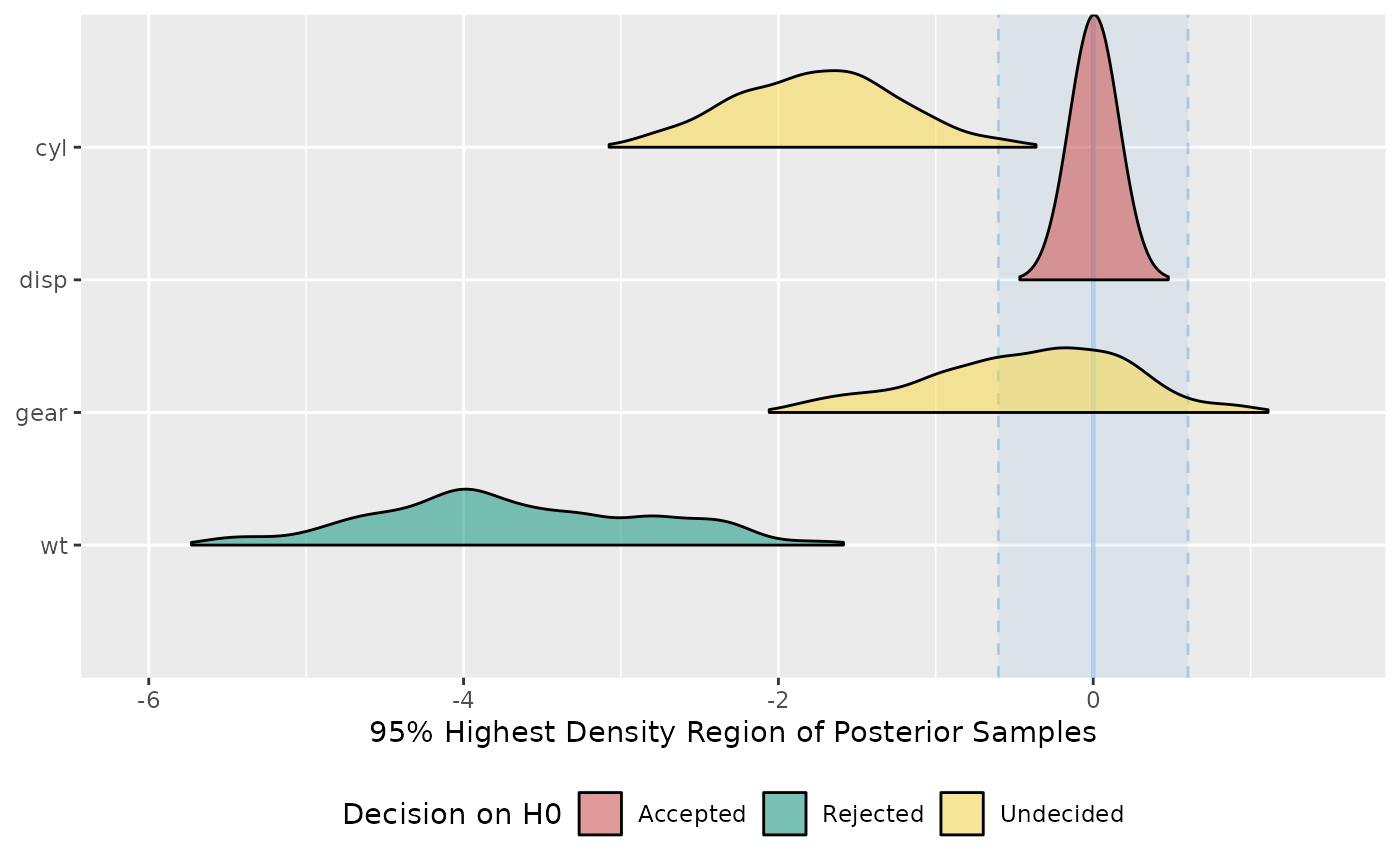 cyl
disp
gear
wt
-6 -4 -2 0
95% Highest Density Region of Posterior Samples
Decision on H0 Accepted Rejected Undecided